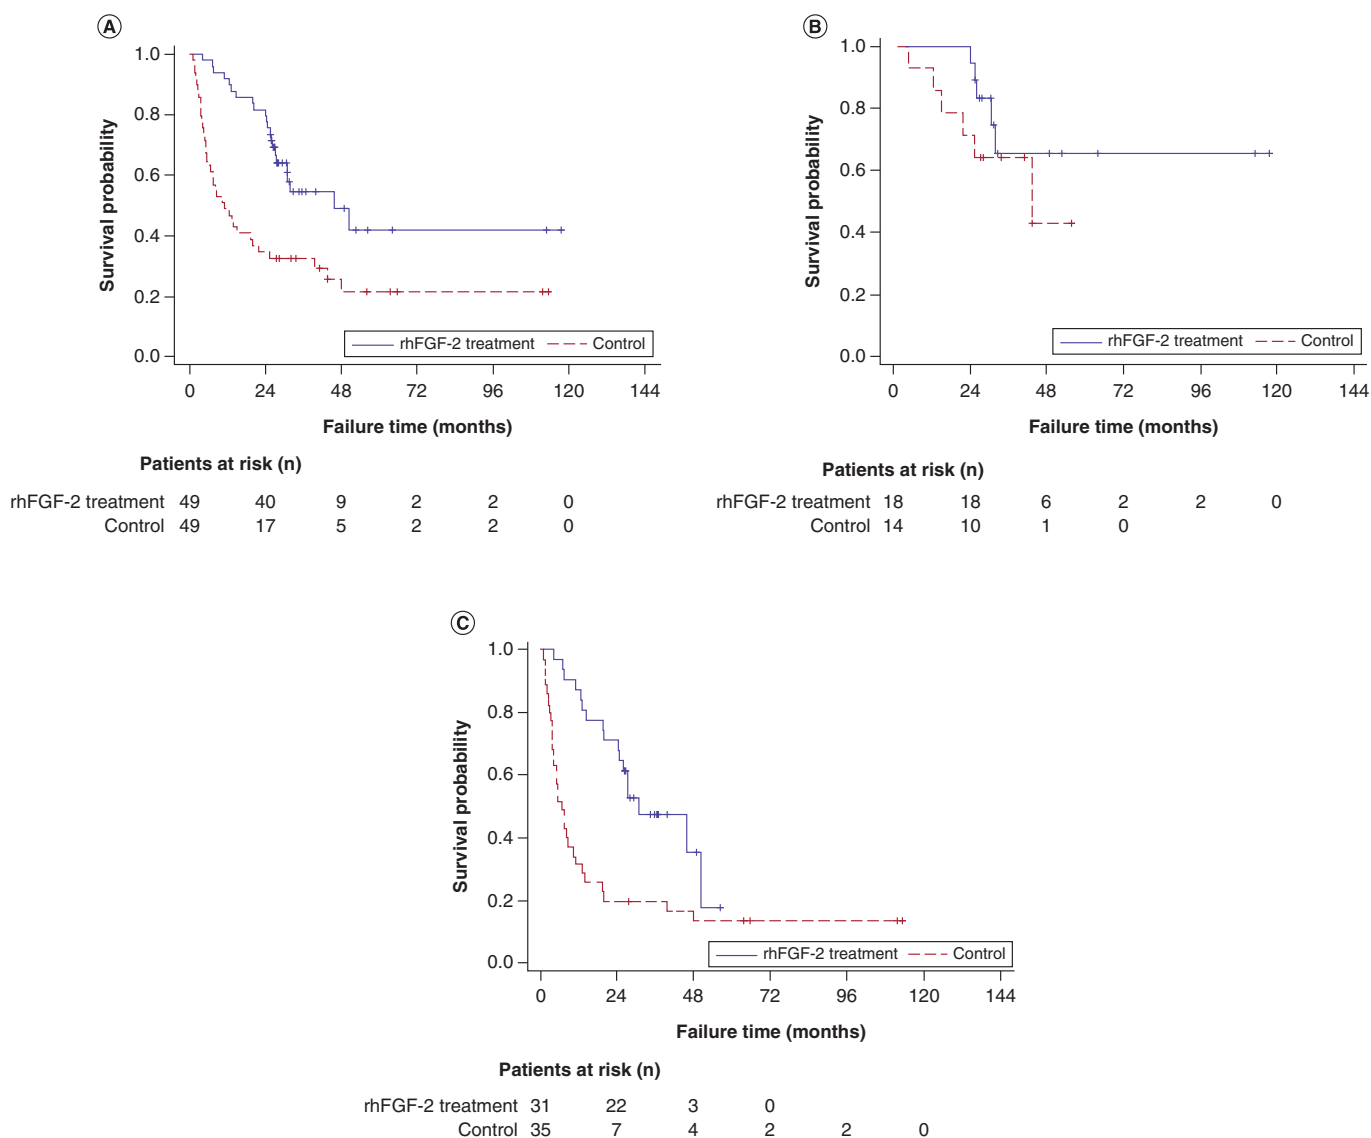 A
1.0
0.8
0.6
0.4
0.2
0.0
Survival probability
rhFGF-2 treatment Control
0 24 48 72 96 120 144
Failure time (months)
Patients at risk (n)
rhFGF-2 treatment 49 40 9 2 2 0
Control 49 17 5 2 2 0
B
1.0
0.8
0.6
0.4
0.2
0.0
Survival probability
rhFGF-2 treatment Control
0 24 48 72 96 120 144
Failure time (months)
Patients at risk (n)
rhFGF-2 treatment 18 18 6 2 2 0
Control 14 10 1 0
C
1.0
0.8
0.6
0.4
0.2
0.0
Survival probability
rhFGF-2 treatment Control
0 24 48 72 96 120 144
Failure time (months)
Patients at risk (n)
rhFGF-2 treatment 31 22 3 0
Control 35 7 4 2 2 0